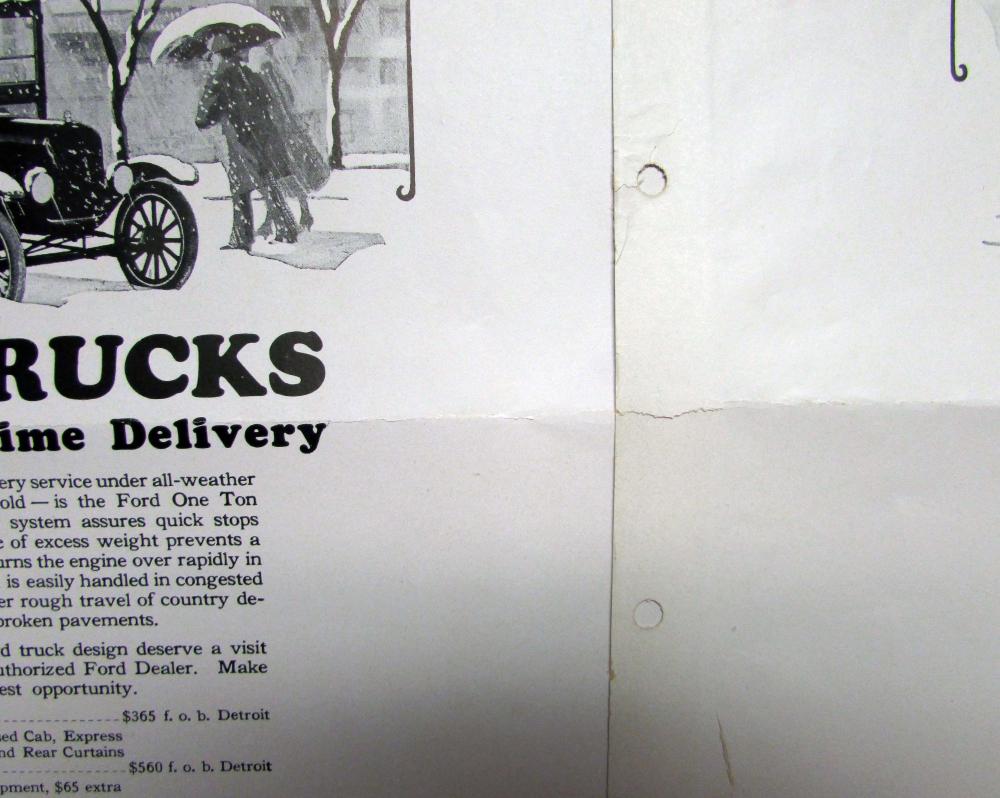 RUCKS
ime Delivery
ery service under all-weather
old — is the Ford One Ton
system assures quick stops
e of excess weight prevents a
urns the engine over rapidly in
is easily handled in congested
er rough travel of country de-
broken pavements.
d truck design deserve a visit
uthorized Ford Dealer. Make
est opportunity.
$365 f. o. b. Detroit
sed Cab, Express
nd Rear Curtains
$560 f. o. b. Detroit
pment, $65 extra